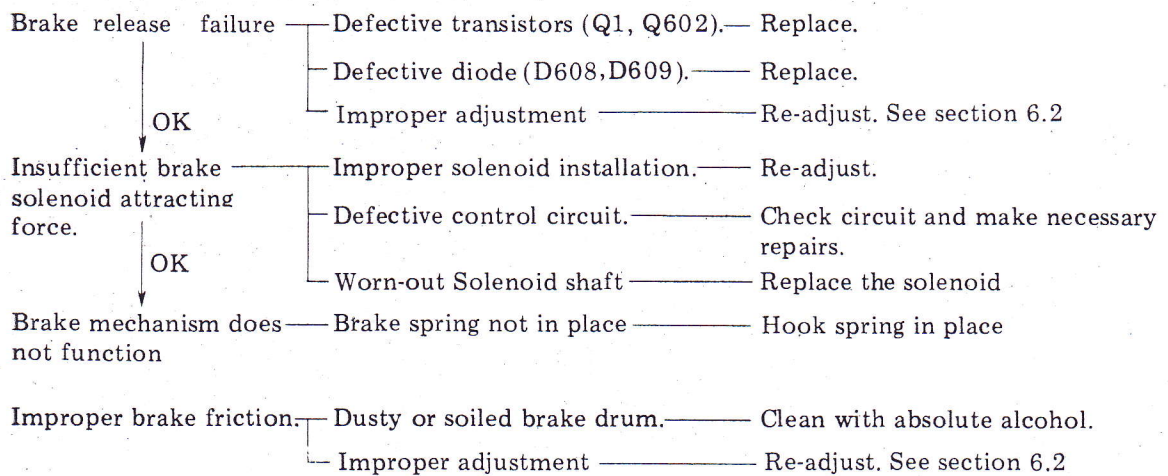 Brake release failure Defective transistors (Q1, Q602). Replace.
Defective diode (D608,D609). Replace.
Improper adjustment Re-adjust. See section 6.2
OK
Insufficient brake Improper solenoid installation. Re-adjust.
solenoid attracting
Defective control circuit. Check circuit and make necessary
force.
repairs.
OK
Worn-out Solenoid shaft Replace the solenoid
Brake mechanism does Brake spring not in place Hook spring in place
not function
Improper brake friction. Dusty or soiled brake drum. Clean with absolute alcohol.
Improper adjustment Re-adjust. See section 6.2